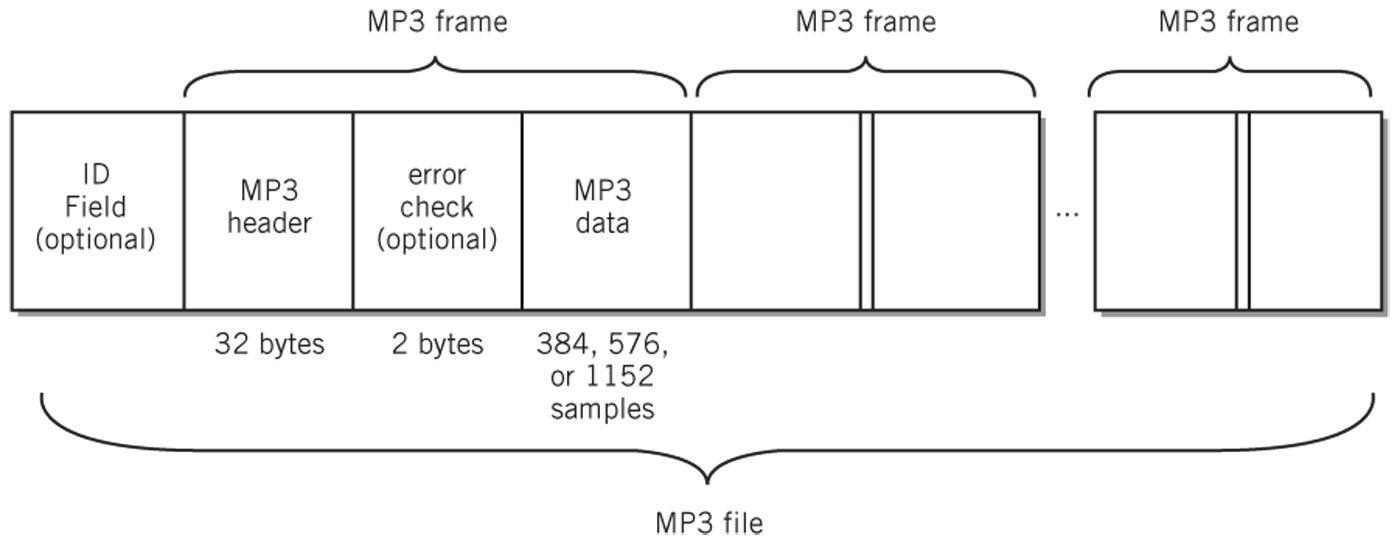 MP3 frame
MP3 frame
MP3 frame
ID
Field
(optional)
MP3
header
error
check
(optional)
MP3
data
...
32 bytes
2 bytes
384, 576,
or 1152
samples
MP3 file